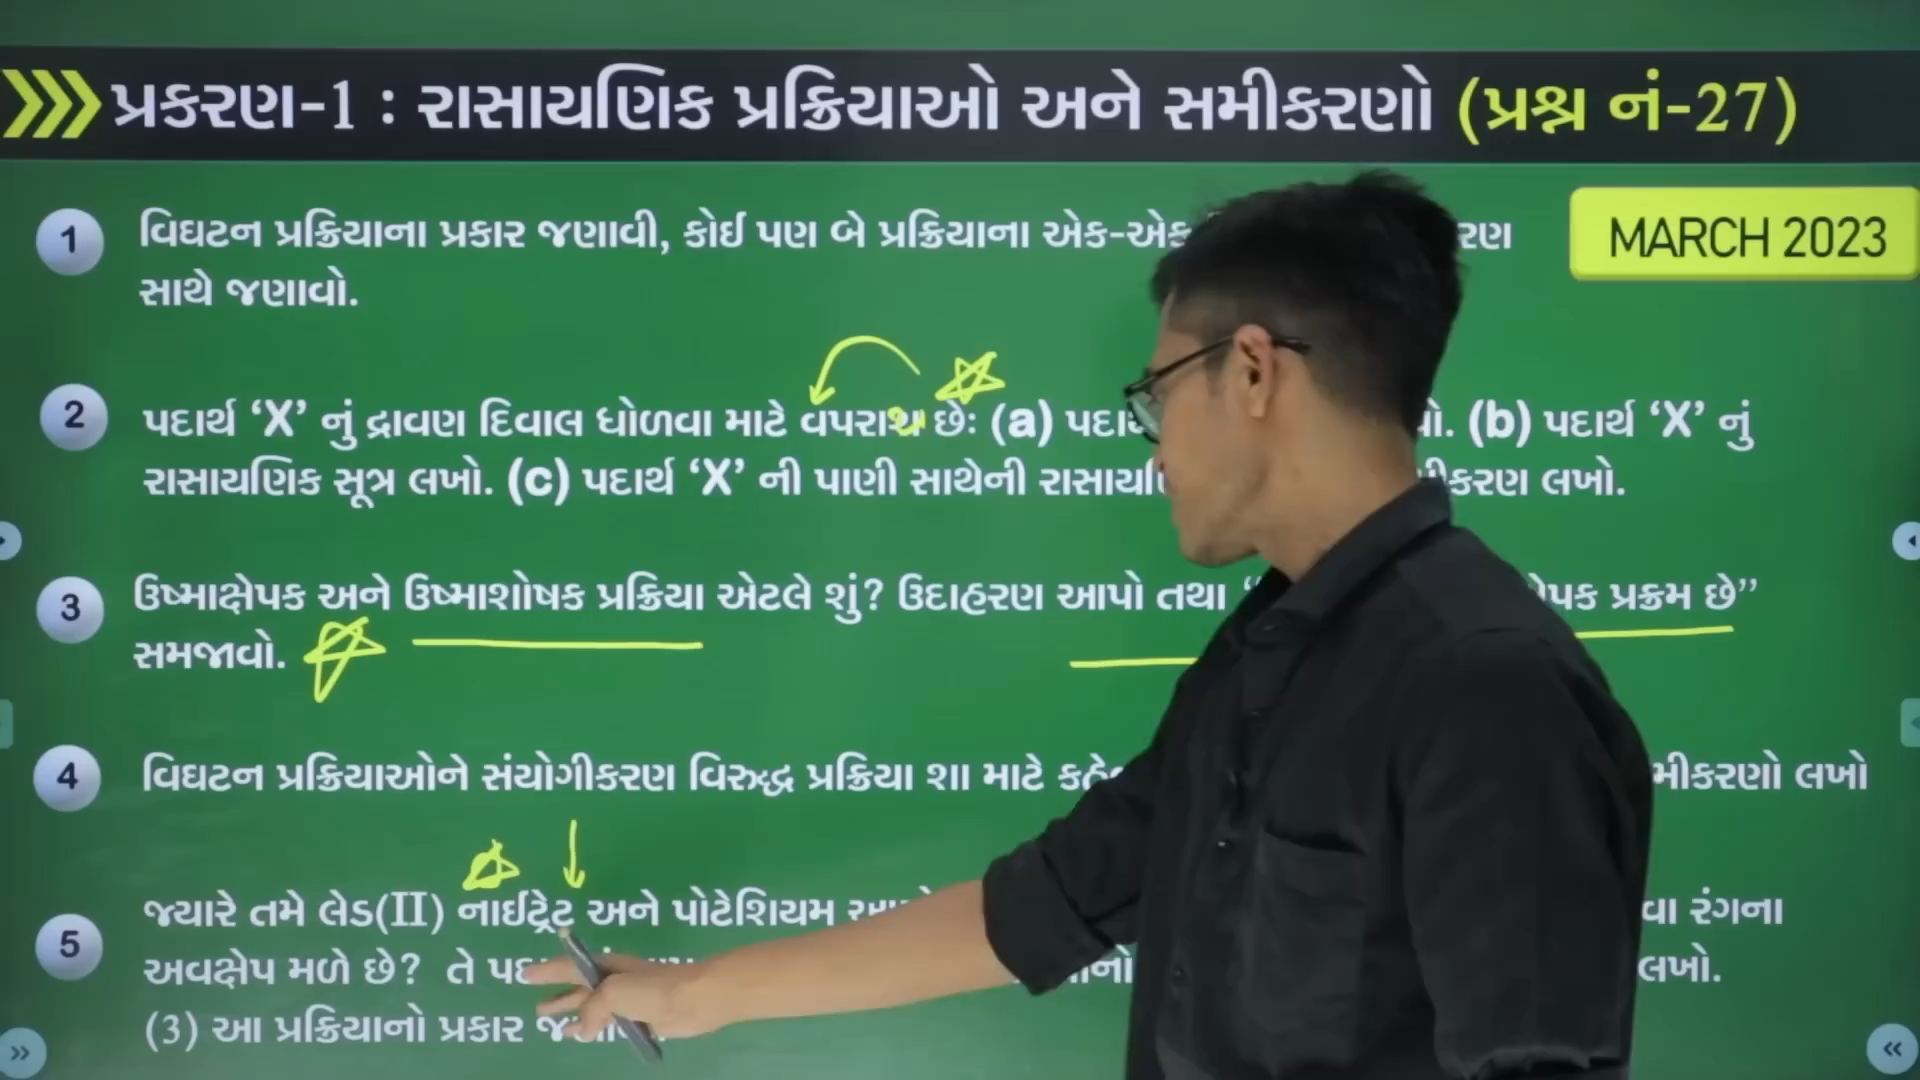 પ્રકરણ-1 : રાસાયણિક પ્રક્રિયાઓ અને સમીકરણો (પ્રશ્ન નં-27)
MARCH 2023
1 વિઘટન પ્રક્રિયાના પ્રકાર જણાવી, કોઈ પણ બે પ્રક્રિયાના એક-એક
સાથે જણાવો.
2 પદાર્થ ‘X’ નું દ્રાવણ દિવાલ ધોળવા માટે વપરાય છેઃ (a) (b) પદાર્થ ‘X’ નું
રાસાયણિક સૂત્ર લખો. (c) પદાર્થ ‘X’ ની પાણી સાથેની લખો.
3 ઉષ્માક્ષેપક અને ઉષ્માશોષક પ્રક્રિયા એટલે શું? ઉદાહરણ આપો તથા પ્રક્રમ છે”
સમજાવો.
4 વિઘટન પ્રક્રિયાઓને સંયોગીકરણ વિરુદ્ધ પ્રક્રિયા શા માટે લખો
5 જ્યારે તમે લેડ(II) નાઈટ્રેટ અને પોટેશિયમ રંગના
અવક્ષેપ મળે છે? તે લખો.
(3) આ પ્રક્રિયાનો પ્રકાર